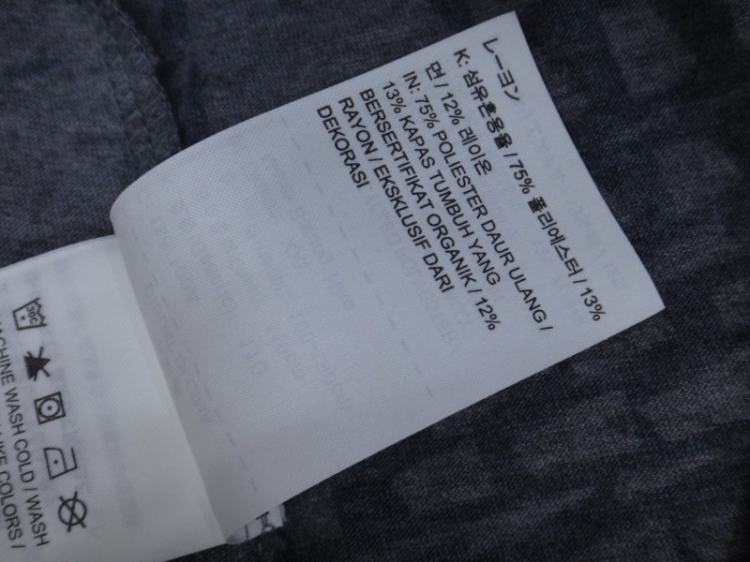 レーヨン
K: 섬유혼용율 / 75% 폴리에스터 / 13%
면 / 12% 레이온
IN: 75% POLIESTER DAUR ULANG /
13% KAPAS TUMBUH YANG
BERSERTIFIKAT ORGANIK / 12%
RAYON / EKSKLUSIF DARI
DEKORASI
30C
MACHINE WASH COLD / WASH
LIKE COLORS /